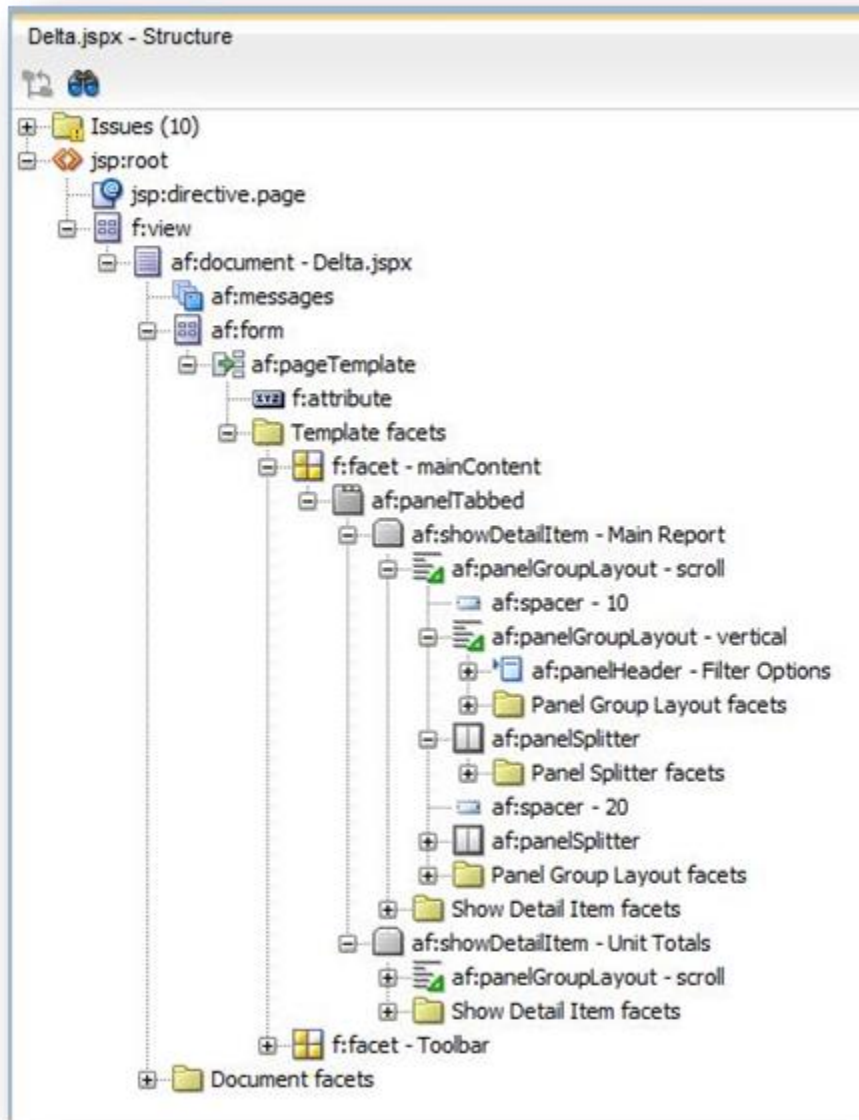 Delta.jspx - Structure
Issues (10)
jsp:root
jsp:directive.page
f:view
af:document - Delta.jspx
af:messages
af:form
af:pageTemplate
XYZ f:attribute
Template facets
f:facet - mainContent
af:panelTabbed
af:showDetailItem - Main Report
af:panelGroupLayout - scroll
af:spacer - 10
af:panelGroupLayout - vertical
af:panelHeader - Filter Options
Panel Group Layout facets
af:panelSplitter
Panel Splitter facets
af:spacer - 20
af:panelSplitter
Panel Group Layout facets
Show Detail Item facets
af:showDetailItem - Unit Totals
af:panelGroupLayout - scroll
Show Detail Item facets
f:facet - Toolbar
Document facets